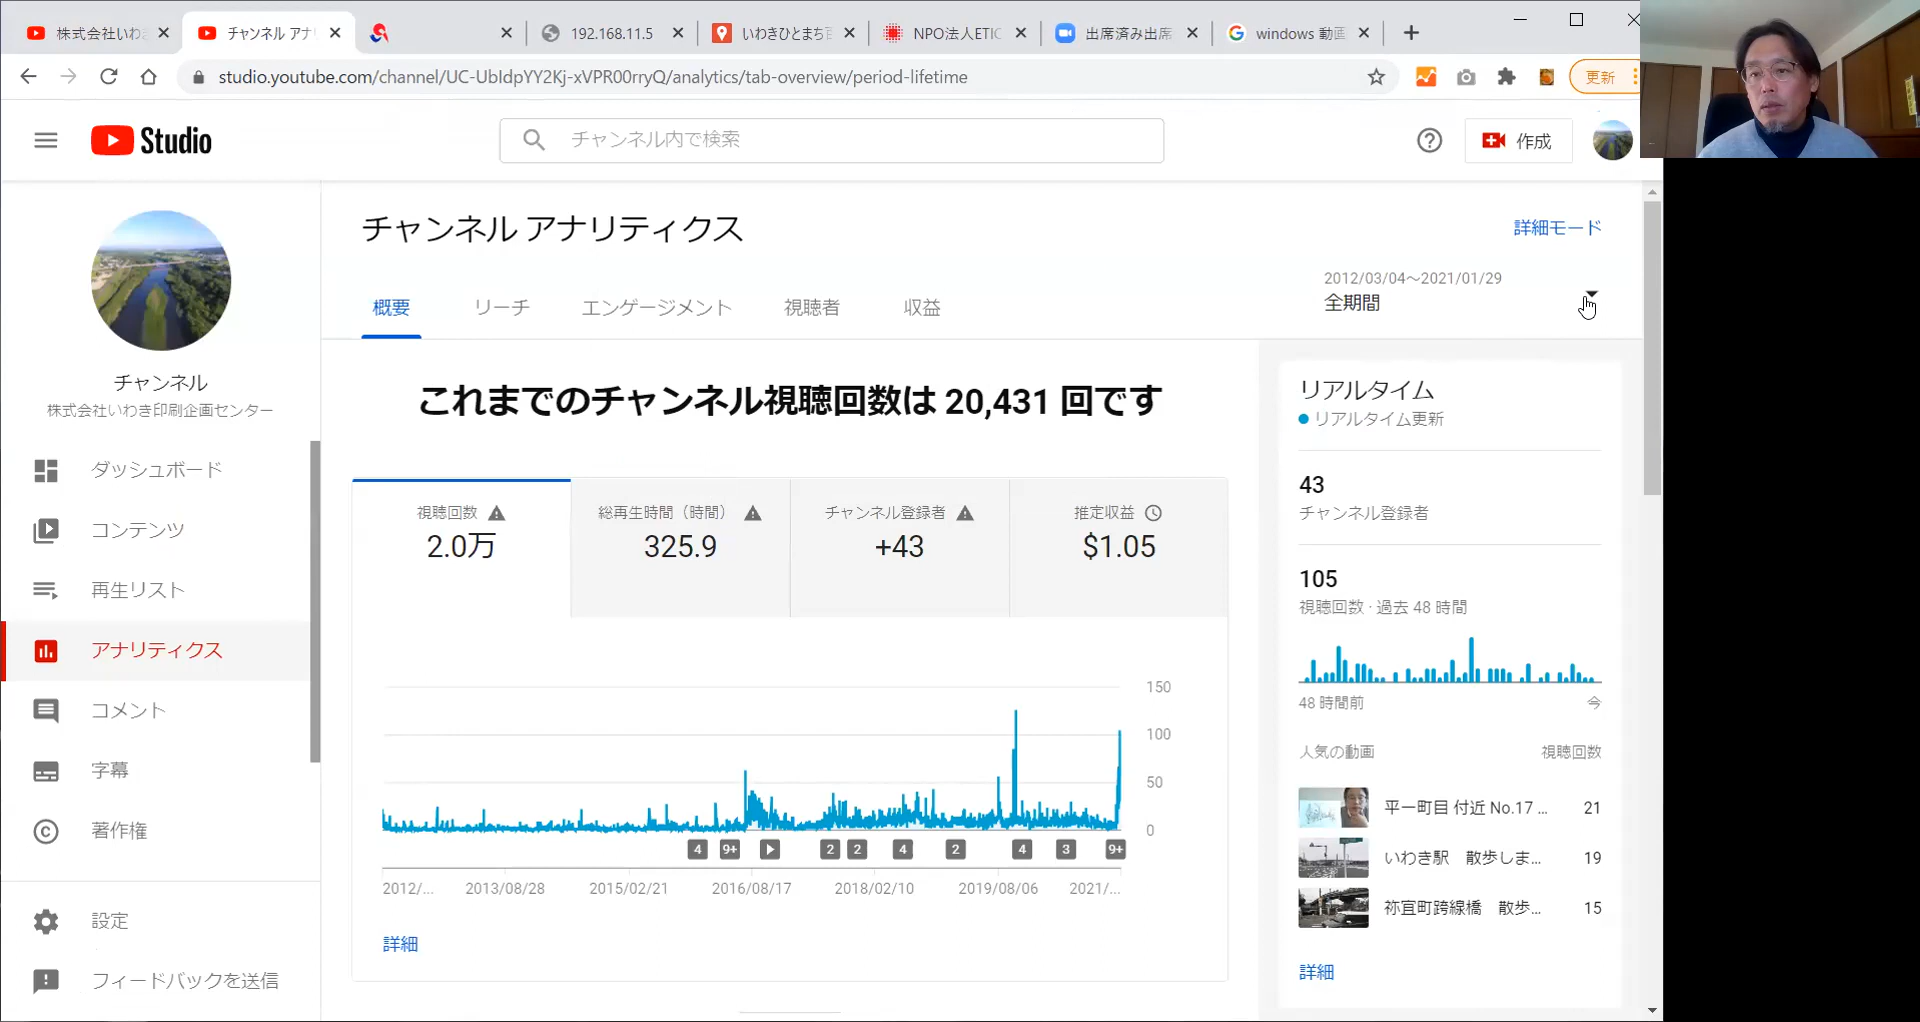 株式会社いわき
チャンネル アナ
192.168.11.5
いわきひとまち百
NPO法人ETIC
出席済み出席
windows 動画
studio.youtube.com/channel/UC-UbIdpYY2Kj-xVPR00rryQ/analytics/tab-overview/period-lifetime
更新
Studio
チャンネル内で検索
作成
チャンネル
株式会社いわき印刷企画センター
ダッシュボード
コンテンツ
再生リスト
アナリティクス
コメント
字幕
著作権
設定
フィードバックを送信
チャンネル アナリティクス
詳細モード
概要
リーチ
エンゲージメント
視聴者
収益
2012/03/04～2021/01/29
全期間
これまでのチャンネル視聴回数は 20,431 回です
視聴回数
2.0万
総再生時間（時間）
325.9
チャンネル登録者
+43
推定収益
$1.05
150
100
50
0
4
9+
2
2
4
2
4
3
9+
2012/...
2013/08/28
2015/02/21
2016/08/17
2018/02/10
2019/08/06
2021/...
詳細
リアルタイム
リアルタイム更新
43
チャンネル登録者
105
視聴回数 · 過去 48 時間
48 時間前
今
人気の動画
視聴回数
平一町目 付近 No.17 ...
21
いわき駅 散歩しま...
19
祢宜町跨線橋 散歩...
15
詳細